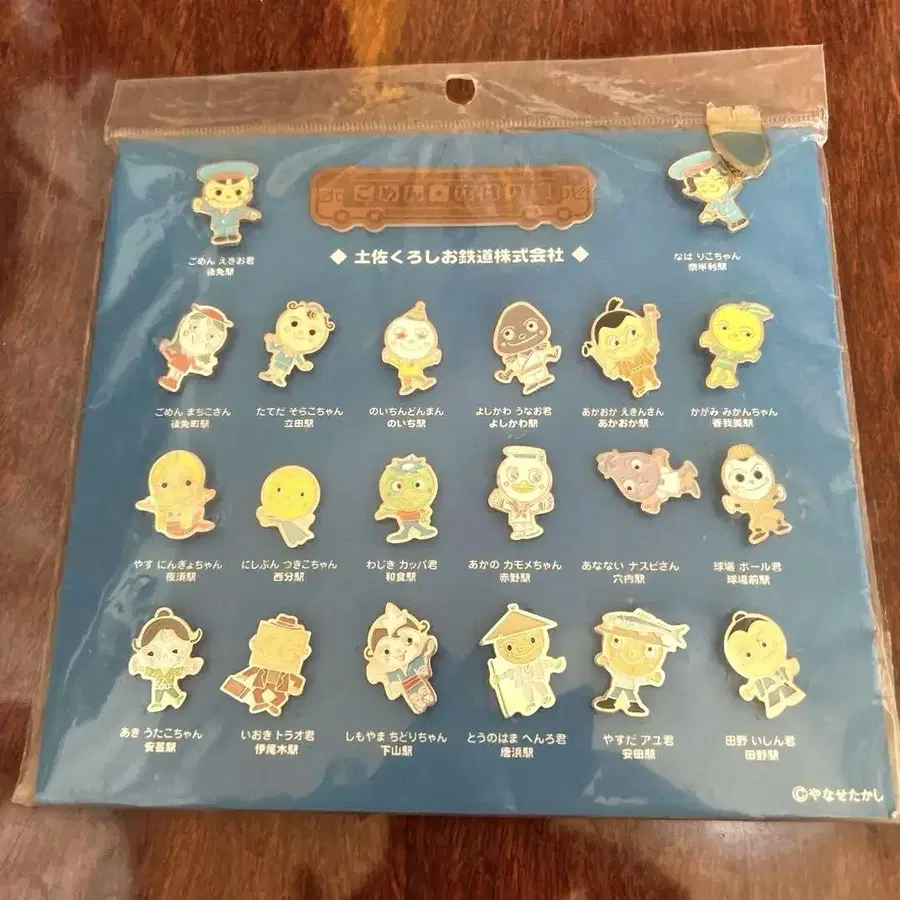 ごめん・なはり線
◆ 土佐くろしお鉄道株式会社 ◆
ごめん えきお君
後免駅
なは りこちゃん
奈半利駅
ごめん まちこさん
後免町駅
たてだ そらこちゃん
立田駅
のいちんどんまん
のいち駅
よしかわ うなお君
よしかわ駅
あかおか えきんさん
あかおか駅
かがみ みかんちゃん
香我美駅
やす にんぎょちゃん
夜須駅
にしぶん つきこちゃん
西分駅
わじき カッパ君
和食駅
あかの カモメちゃん
赤野駅
あなない ナスビさん
穴内駅
球場 ボール君
球場前駅
あき うたこちゃん
安芸駅
いおき トラオ君
伊尾木駅
しもやま ちどりちゃん
下山駅
とうのはま へんろ君
唐浜駅
やすだ アユ君
安田駅
田野 いしん君
田野駅
©やなせたかし